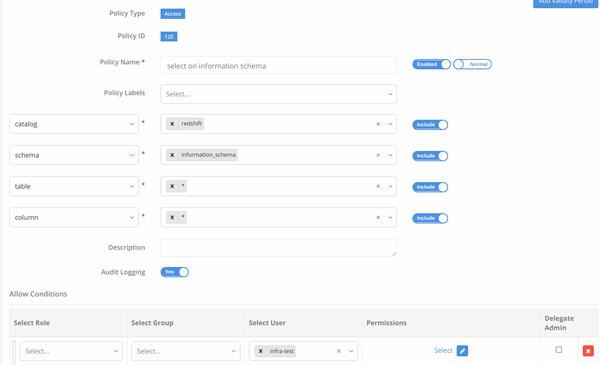 Add Validity Period
Policy Type Access
Policy ID 125
Policy Name * select on information schema Enabled Normal
Policy Labels Select...
catalog * x redshift × Include
schema * x information_schema × Include
table * x * × Include
column * x * × Include
Description
Audit Logging Yes
Allow Conditions
Select Role Select Group Select User Permissions Delegate Admin
Select... Select... x infra-test × Select